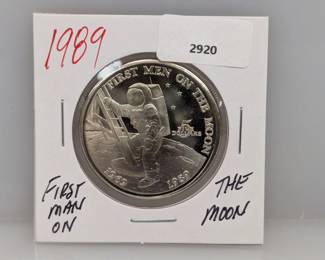 1989
2920
FIRST MEN ON THE MOON
5
DOLLARS
1969 1989
FIRST
MAN
ON
THE
MOON